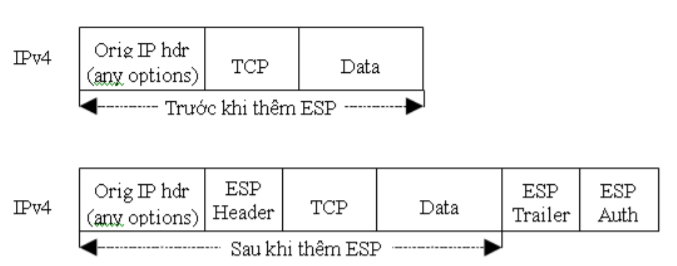 IPv4
Orig IP hdr
(any options)
TCP
Data
Trước khi thêm ESP
IPv4
Orig IP hdr
(any options)
ESP
Header
TCP
Data
ESP
Trailer
ESP
Auth
Sau khi thêm ESP